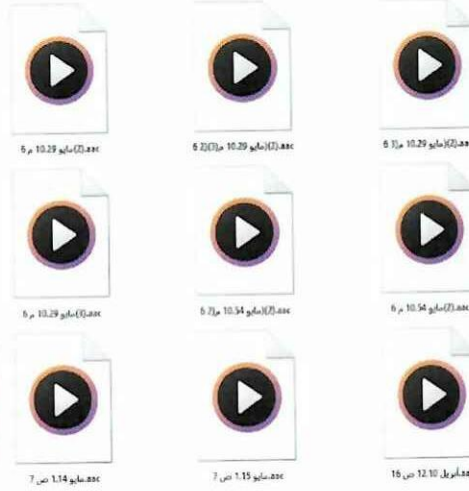 6 م 10.29 مايو(2).aac
6 2(3)م 10.29 مايو)(2).aac
6 3)م 10.29 مايو)(2).aac
6 م 10.29 مايو(3).aac
6 2)م 10.54 مايو)(2).aac
6 م 10.54 مايو(2).aac
7 ص 1.14 مايو.aac
7 ص 1.15 مايو.aac
16 ص 12.10 أبريل.aac